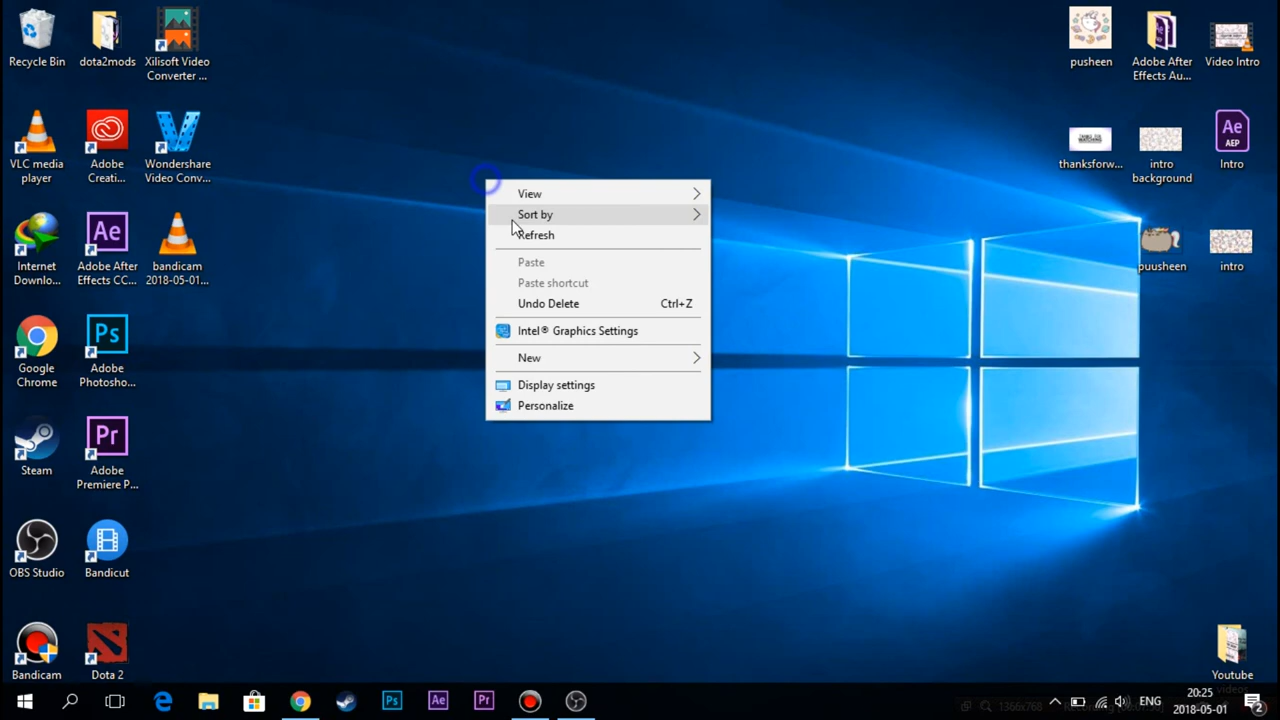 Recycle Bin
dota2mods
Xilisoft Video
Converter ...
VLC media
player
Adobe
Creati...
Wondershare
Video Conv...
Internet
Downlo...
Adobe After
Effects CC...
bandicam
2018-05-01...
Google
Chrome
Ps
Adobe
Photosho...
Steam
Pr
Adobe
Premiere P...
OBS Studio
Bandicut
Bandicam
Dota 2
View
Sort by
Refresh
Paste
Paste shortcut
Undo Delete Ctrl+Z
Intel® Graphics Settings
New
Display settings
Personalize
pusheen
Adobe After
Effects Au...
Video Intro
thanksforw...
intro
background
Ae
AEP
Intro
puusheen
intro
Youtube
videos
Ae
Ps
Ae
Pr
1366x768
ENG
20:25
2018-05-01
2